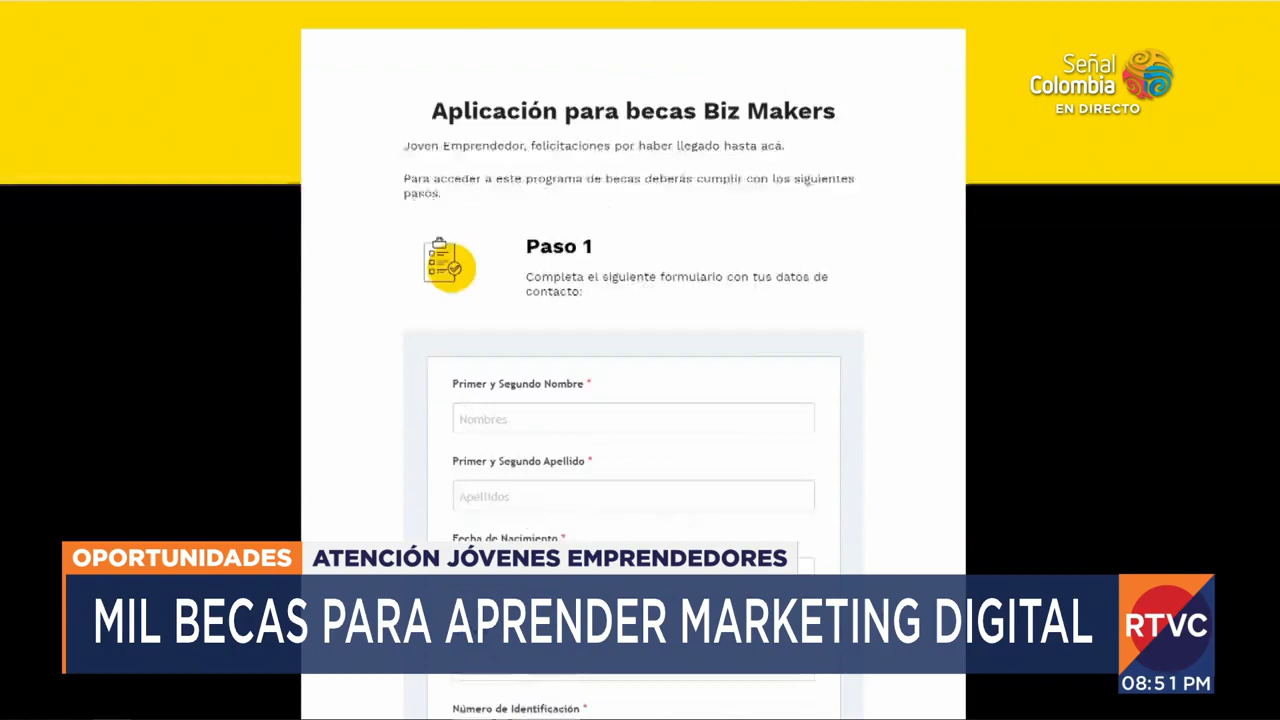 Señal
Colombia
EN DIRECTO
Aplicación para becas Biz Makers
Joven Emprendedor, felicitaciones por haber llegado hasta acá.
Para acceder a este programa de becas deberás cumplir con los siguientes
pasos.
Paso 1
Completa el siguiente formulario con tus datos de
contacto:
Primer y Segundo Nombre *
Nombres
Primer y Segundo Apellido *
Apellidos
Fecha de Nacimiento *
OPORTUNIDADES ATENCIÓN JÓVENES EMPRENDEDORES
MIL BECAS PARA APRENDER MARKETING DIGITAL
RTVC
08:51 PM
Número de Identificación *